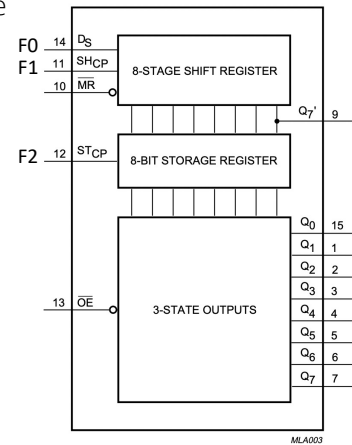 e
F0 14 DS
F1 11 SHCP 8-STAGE SHIFT REGISTER
10 MR
Q7' 9
F2 12 STCP 8-BIT STORAGE REGISTER
Q0 15
Q1 1
Q2 2
Q3 3
13 OE 3-STATE OUTPUTS
Q4 4
Q5 5
Q6 6
Q7 7
MLA003